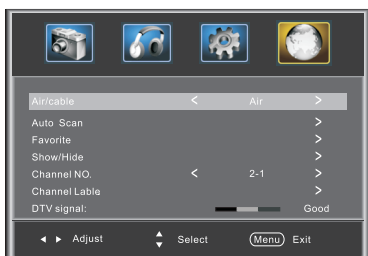 Air/cable < Air >
Auto Scan >
Favorite >
Show/Hide >
Channel NO. < 2-1 >
Channel Lable >
DTV signal: Good
Adjust Select Menu Exit